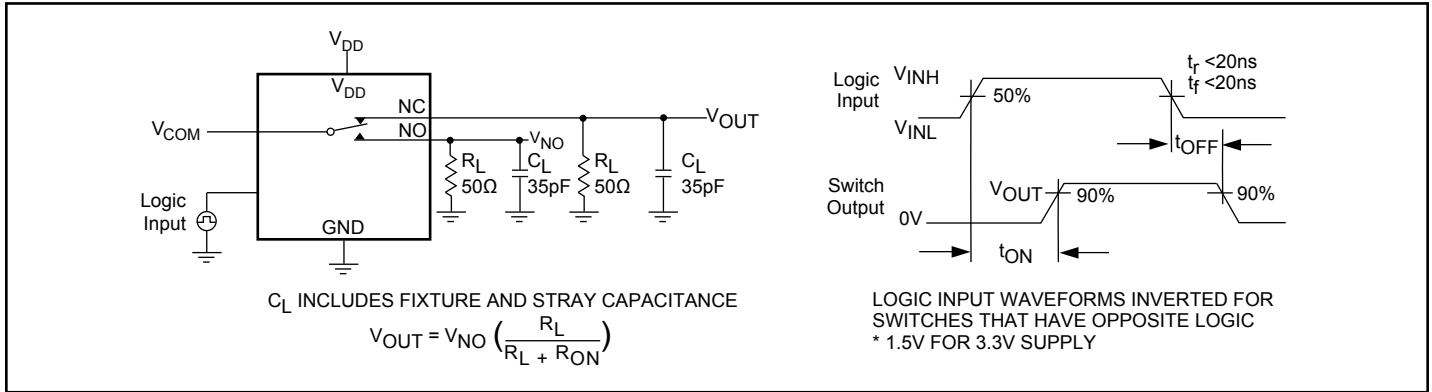 VDD
VDD
NC
NO
VCOM
VOUT
VNO
RL
50Ω
CL
35pF
RL
50Ω
CL
35pF
Logic
Input
GND
CL INCLUDES FIXTURE AND STRAY CAPACITANCE
VOUT = VNO (RL / RL + RON)
Logic
Input
VINH
VINL
50%
tr <20ns
tf <20ns
tOFF
Switch
Output
VOUT
0V
90%
90%
tON
LOGIC INPUT WAVEFORMS INVERTED FOR
SWITCHES THAT HAVE OPPOSITE LOGIC
* 1.5V FOR 3.3V SUPPLY